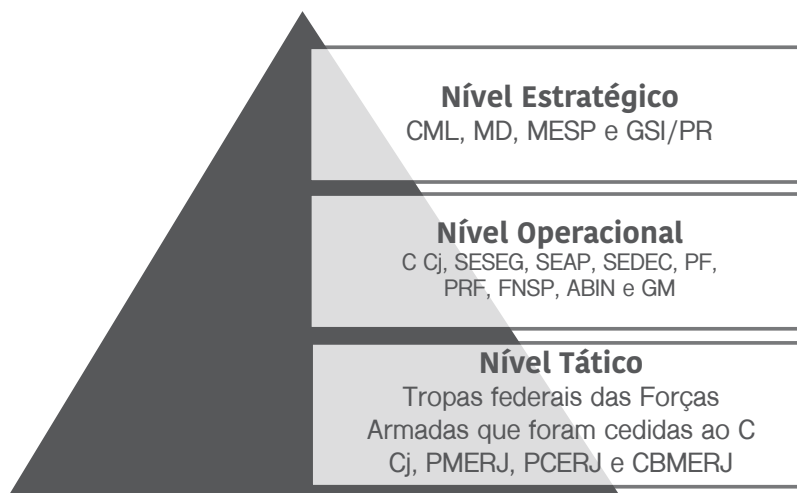 Nível Estratégico
CML, MD, MESP e GSI/PR
Nível Operacional
C Cj, SESEG, SEAP, SEDEC, PF,
PRF, FNSP, ABIN e GM
Nível Tático
Tropas federais das Forças
Armadas que foram cedidas ao C
Cj, PMERJ, PCERJ e CBMERJ